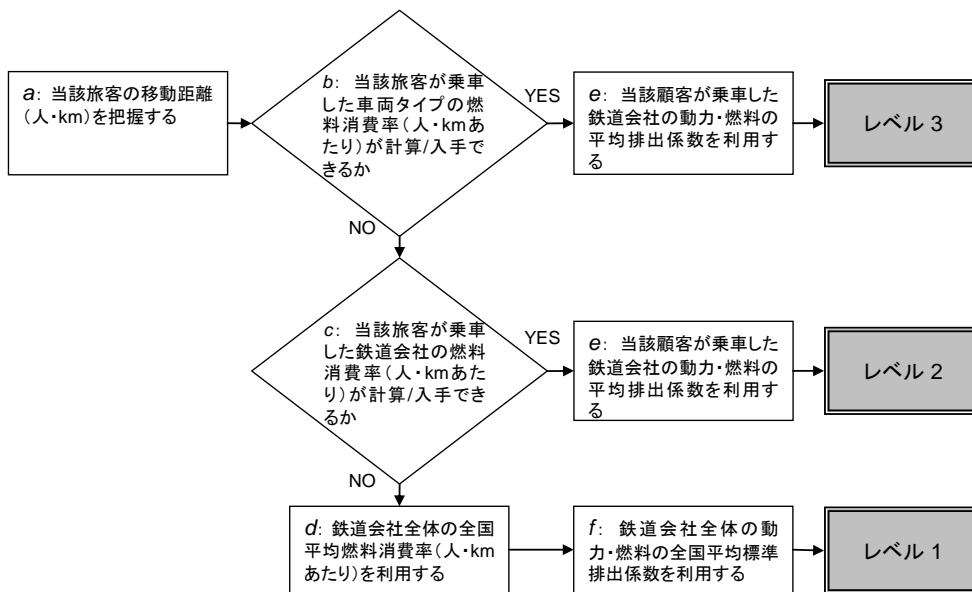 a: 当該旅客の移動距離
(人・km)を把握する
b: 当該旅客が乗車
した車両タイプの燃
料消費率(人・kmあ
たり)が計算/入手で
きるか
YES
e: 当該顧客が乗車した
鉄道会社の動力・燃料の
平均排出係数を利用す
る
レベル 3
NO
c: 当該旅客が乗車
した鉄道会社の燃料
消費率(人・kmあた
り)が計算/入手でき
るか
YES
e: 当該顧客が乗車した
鉄道会社の動力・燃料の
平均排出係数を利用す
る
レベル 2
NO
d: 鉄道会社全体の全国
平均燃料消費率(人・km
あたり)を利用する
f: 鉄道会社全体の動
力・燃料の全国平均標準
排出係数を利用する
レベル 1